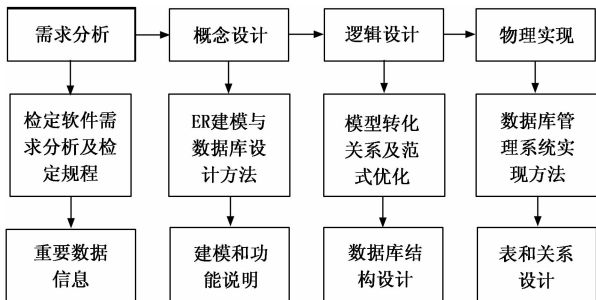 需求分析
概念设计
逻辑设计
物理实现
检定软件需
求分析及检
定规程
ER建模与
数据库设
计方法
模型转化
关系及范
式优化
数据库管
理系统实
现方法
重要数据
信息
建模和功
能说明
数据库结
构设计
表和关系
设计